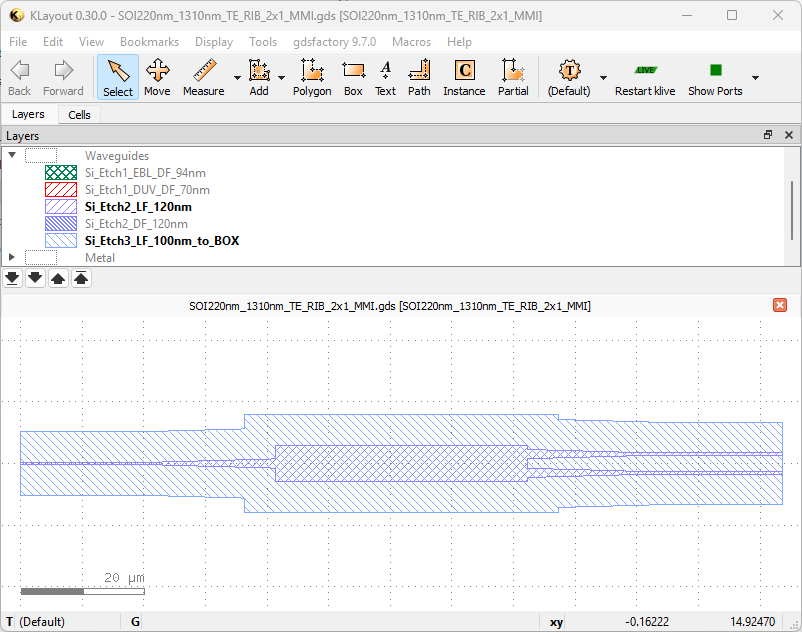 KLayout 0.30.0 - SOI220nm_1310nm_TE_RIB_2x1_MMI.gds [SOI220nm_1310nm_TE_RIB_2x1_MMI]
File Edit View Bookmarks Display Tools gdsfactory 9.7.0 Macros Help
LIVE
Back Forward Select Move Measure Add Polygon Box Text Path Instance Partial (Default) Restart klive Show Ports
Layers Cells
Layers
Waveguides
Si_Etch1_EBL_DF_94nm
Si_Etch1_DUV_DF_70nm
Si_Etch2_LF_120nm
Si_Etch2_DF_120nm
Si_Etch3_LF_100nm_to_BOX
Metal
SOI220nm_1310nm_TE_RIB_2x1_MMI.gds [SOI220nm_1310nm_TE_RIB_2x1_MMI]
20 µm
T (Default) G xy -0.16222 14.92470